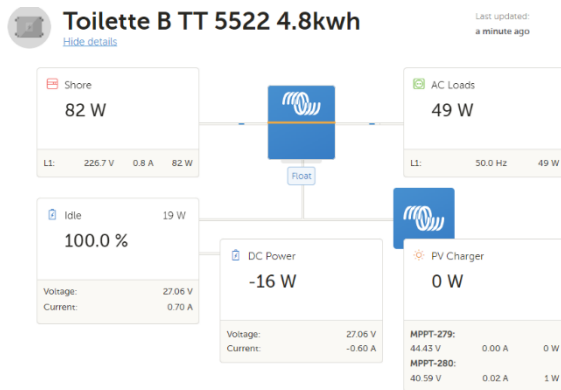 Toilette B TT 5522 4.8kwh
Hide details
Last updated:
a minute ago
Shore
82 W
L1: 226.7 V 0.8 A 82 W
AC Loads
49 W
L1: 50.0 Hz 49 W
Float
Idle 19 W
100.0 %
Voltage: 27.06 V
Current: 0.70 A
DC Power
-16 W
Voltage: 27.06 V
Current: -0.60 A
PV Charger
0 W
MPPT-279:
44.43 V 0.00 A 0 W
MPPT-280:
40.59 V 0.02 A 1 W